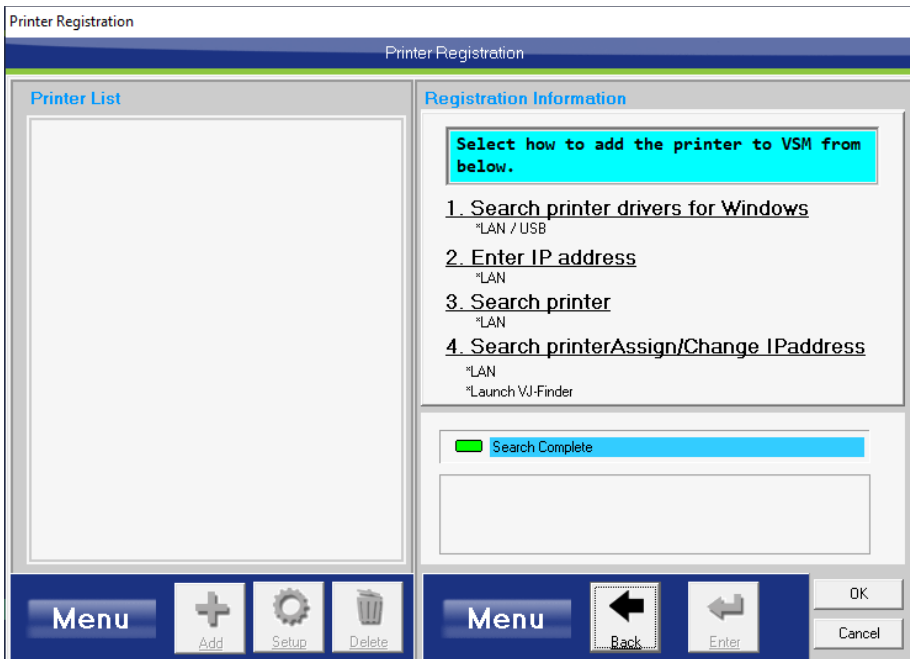 Printer Registration
Printer Registration
Printer List
Registration Information
Select how to add the printer to VSM from
below.
1. Search printer drivers for Windows
*LAN / USB
2. Enter IP address
*LAN
3. Search printer
*LAN
4. Search printerAssign/Change IPaddress
*LAN
*Launch VJ-Finder
Search Complete
Menu
Add
Setup
Delete
Menu
Back
Enter
OK
Cancel